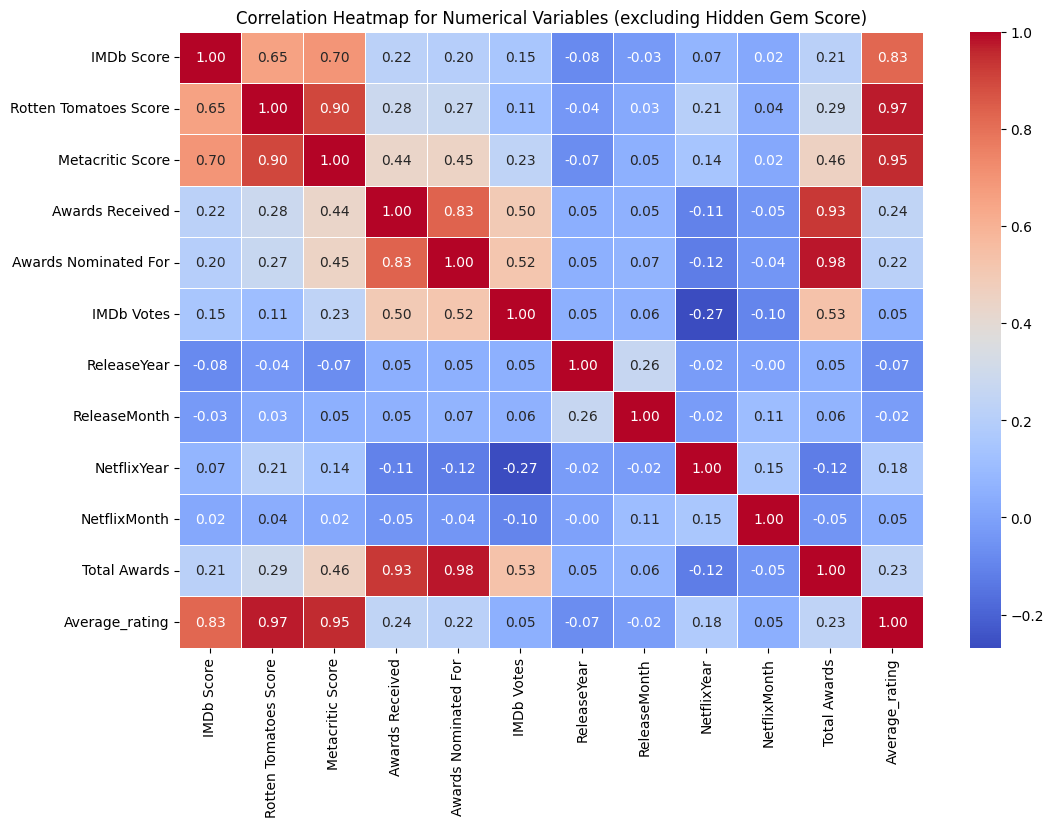 Correlation Heatmap for Numerical Variables (excluding Hidden Gem Score)
IMDb Score 1.00 0.65 0.70 0.22 0.20 0.15 -0.08 -0.03 0.07 0.02 0.21 0.83
Rotten Tomatoes Score 0.65 1.00 0.90 0.28 0.27 0.11 -0.04 0.03 0.21 0.04 0.29 0.97
Metacritic Score 0.70 0.90 1.00 0.44 0.45 0.23 -0.07 0.05 0.14 0.02 0.46 0.95
Awards Received 0.22 0.28 0.44 1.00 0.83 0.50 0.05 0.05 -0.11 -0.05 0.93 0.24
Awards Nominated For 0.20 0.27 0.45 0.83 1.00 0.52 0.05 0.07 -0.12 -0.04 0.98 0.22
IMDb Votes 0.15 0.11 0.23 0.50 0.52 1.00 0.05 0.06 -0.27 -0.10 0.53 0.05
ReleaseYear -0.08 -0.04 -0.07 0.05 0.05 0.05 1.00 0.26 -0.02 -0.00 0.05 -0.07
ReleaseMonth -0.03 0.03 0.05 0.05 0.07 0.06 0.26 1.00 -0.02 0.11 0.06 -0.02
NetflixYear 0.07 0.21 0.14 -0.11 -0.12 -0.27 -0.02 -0.02 1.00 0.15 -0.12 0.18
NetflixMonth 0.02 0.04 0.02 -0.05 -0.04 -0.10 -0.00 0.11 0.15 1.00 -0.05 0.05
Total Awards 0.21 0.29 0.46 0.93 0.98 0.53 0.05 0.06 -0.12 -0.05 1.00 0.23
Average_rating 0.83 0.97 0.95 0.24 0.22 0.05 -0.07 -0.02 0.18 0.05 0.23 1.00
IMDb Score
Rotten Tomatoes Score
Metacritic Score
Awards Received
Awards Nominated For
IMDb Votes
ReleaseYear
ReleaseMonth
NetflixYear
NetflixMonth
Total Awards
Average_rating
1.0
0.8
0.6
0.4
0.2
0.0
−0.2